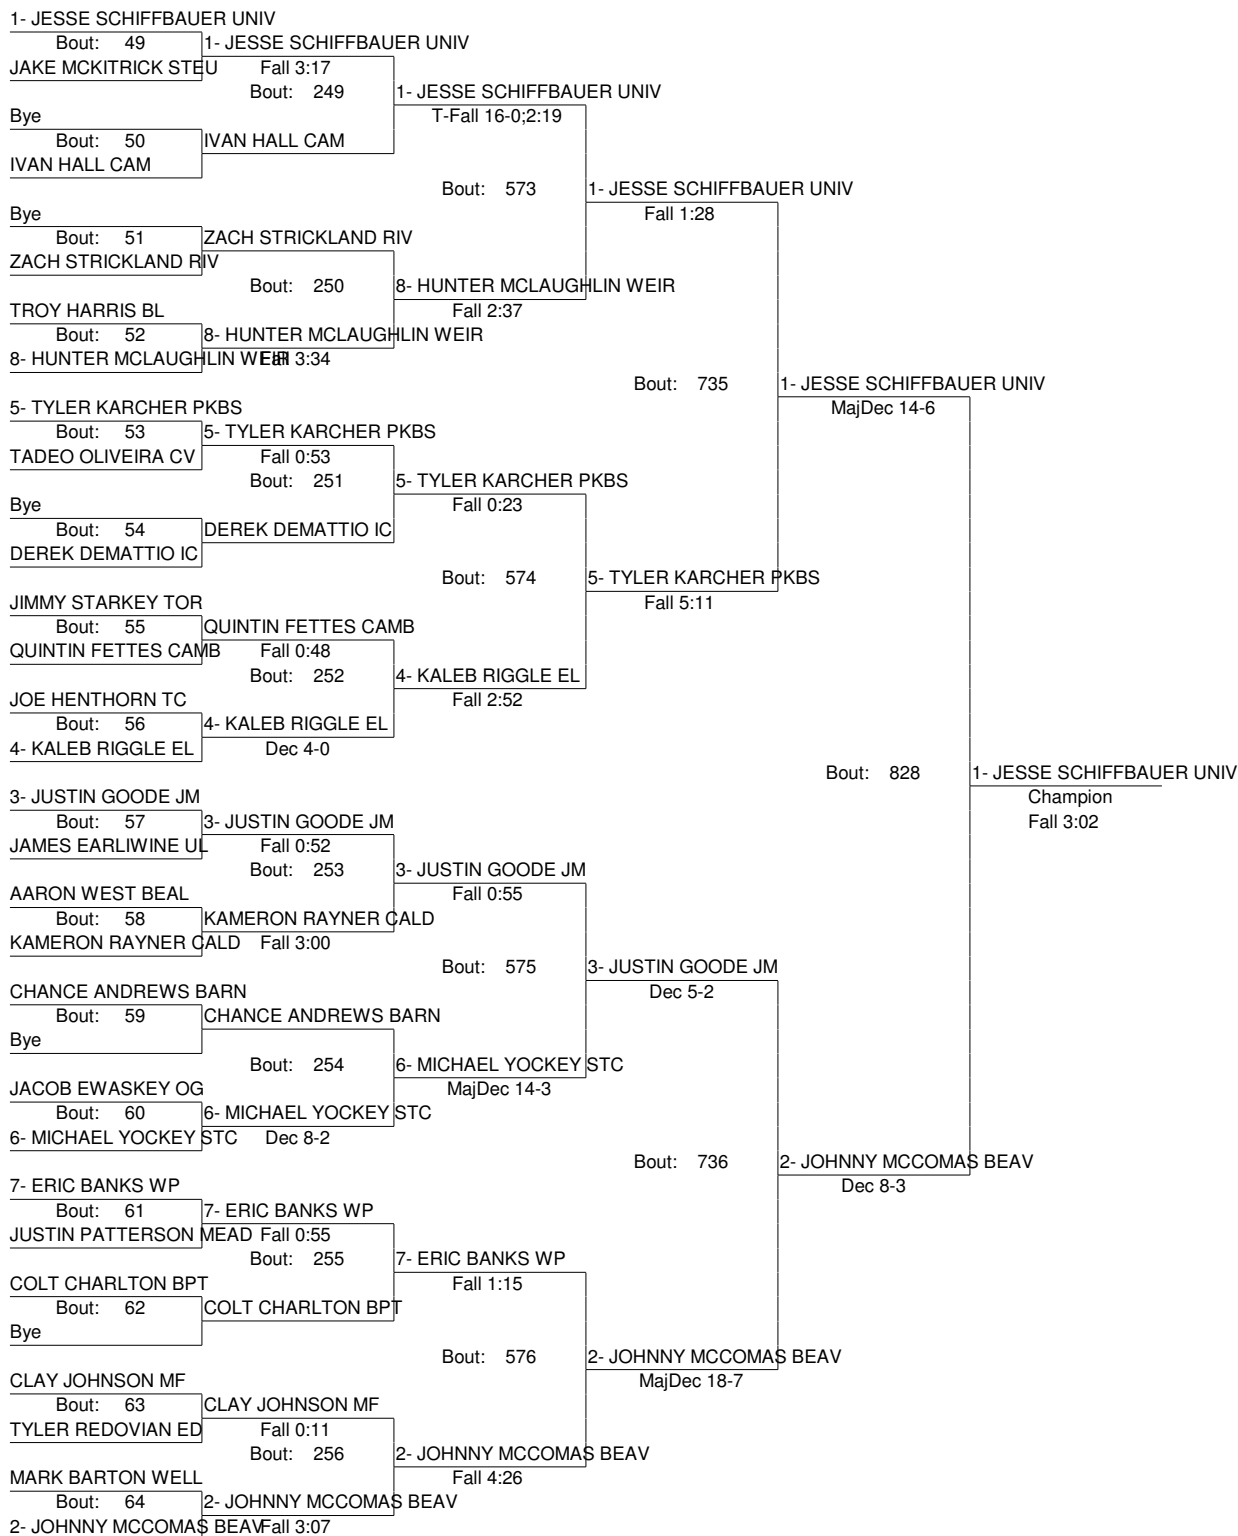 1- JESSE SCHIFFBAUER UNIV
Bout: 49
1- JESSE SCHIFFBAUER UNIV
JAKE MCKITRICK STEU
Fall 3:17
Bout: 249
1- JESSE SCHIFFBAUER UNIV
Bye
T-Fall 16-0;2:19
Bout: 50
IVAN HALL CAM
IVAN HALL CAM
Bout: 573
1- JESSE SCHIFFBAUER UNIV
Bye
Fall 1:28
Bout: 51
ZACH STRICKLAND RIV
ZACH STRICKLAND RIV
Bout: 250
8- HUNTER MCLAUGHLIN WEIR
TROY HARRIS BL
Fall 2:37
Bout: 52
8- HUNTER MCLAUGHLIN WEIR
8- HUNTER MCLAUGHLIN WEIR
Fall 3:34
Bout: 735
1- JESSE SCHIFFBAUER UNIV
5- TYLER KARCHER PKBS
MajDec 14-6
Bout: 53
5- TYLER KARCHER PKBS
TADEO OLIVEIRA CV
Fall 0:53
Bout: 251
5- TYLER KARCHER PKBS
Bye
Fall 0:23
Bout: 54
DEREK DEMATTIO IC
DEREK DEMATTIO IC
Bout: 574
5- TYLER KARCHER PKBS
JIMMY STARKEY TOR
Fall 5:11
Bout: 55
QUINTIN FETTES CAMB
QUINTIN FETTES CAMB
Fall 0:48
Bout: 252
4- KALEB RIGGLE EL
JOE HENTHORN TC
Fall 2:52
Bout: 56
4- KALEB RIGGLE EL
4- KALEB RIGGLE EL
Dec 4-0
Bout: 828
1- JESSE SCHIFFBAUER UNIV
3- JUSTIN GOODE JM
Champion
Bout: 57
3- JUSTIN GOODE JM
Fall 3:02
JAMES EARLIWINE UL
Fall 0:52
Bout: 253
3- JUSTIN GOODE JM
AARON WEST BEAL
Fall 0:55
Bout: 58
KAMERON RAYNER CALD
KAMERON RAYNER CALD
Fall 3:00
Bout: 575
3- JUSTIN GOODE JM
CHANCE ANDREWS BARN
Dec 5-2
Bout: 59
CHANCE ANDREWS BARN
Bye
Bout: 254
6- MICHAEL YOCKEY STC
JACOB EWASKEY OG
MajDec 14-3
Bout: 60
6- MICHAEL YOCKEY STC
6- MICHAEL YOCKEY STC
Dec 8-2
Bout: 736
2- JOHNNY MCCOMAS BEAV
7- ERIC BANKS WP
Dec 8-3
Bout: 61
7- ERIC BANKS WP
JUSTIN PATTERSON MEAD
Fall 0:55
Bout: 255
7- ERIC BANKS WP
COLT CHARLTON BPT
Fall 1:15
Bout: 62
COLT CHARLTON BPT
Bye
Bout: 576
2- JOHNNY MCCOMAS BEAV
CLAY JOHNSON MF
MajDec 18-7
Bout: 63
CLAY JOHNSON MF
TYLER REDOVIAN ED
Fall 0:11
Bout: 256
2- JOHNNY MCCOMAS BEAV
MARK BARTON WELL
Fall 4:26
Bout: 64
2- JOHNNY MCCOMAS BEAV
2- JOHNNY MCCOMAS BEAV
Fall 3:07